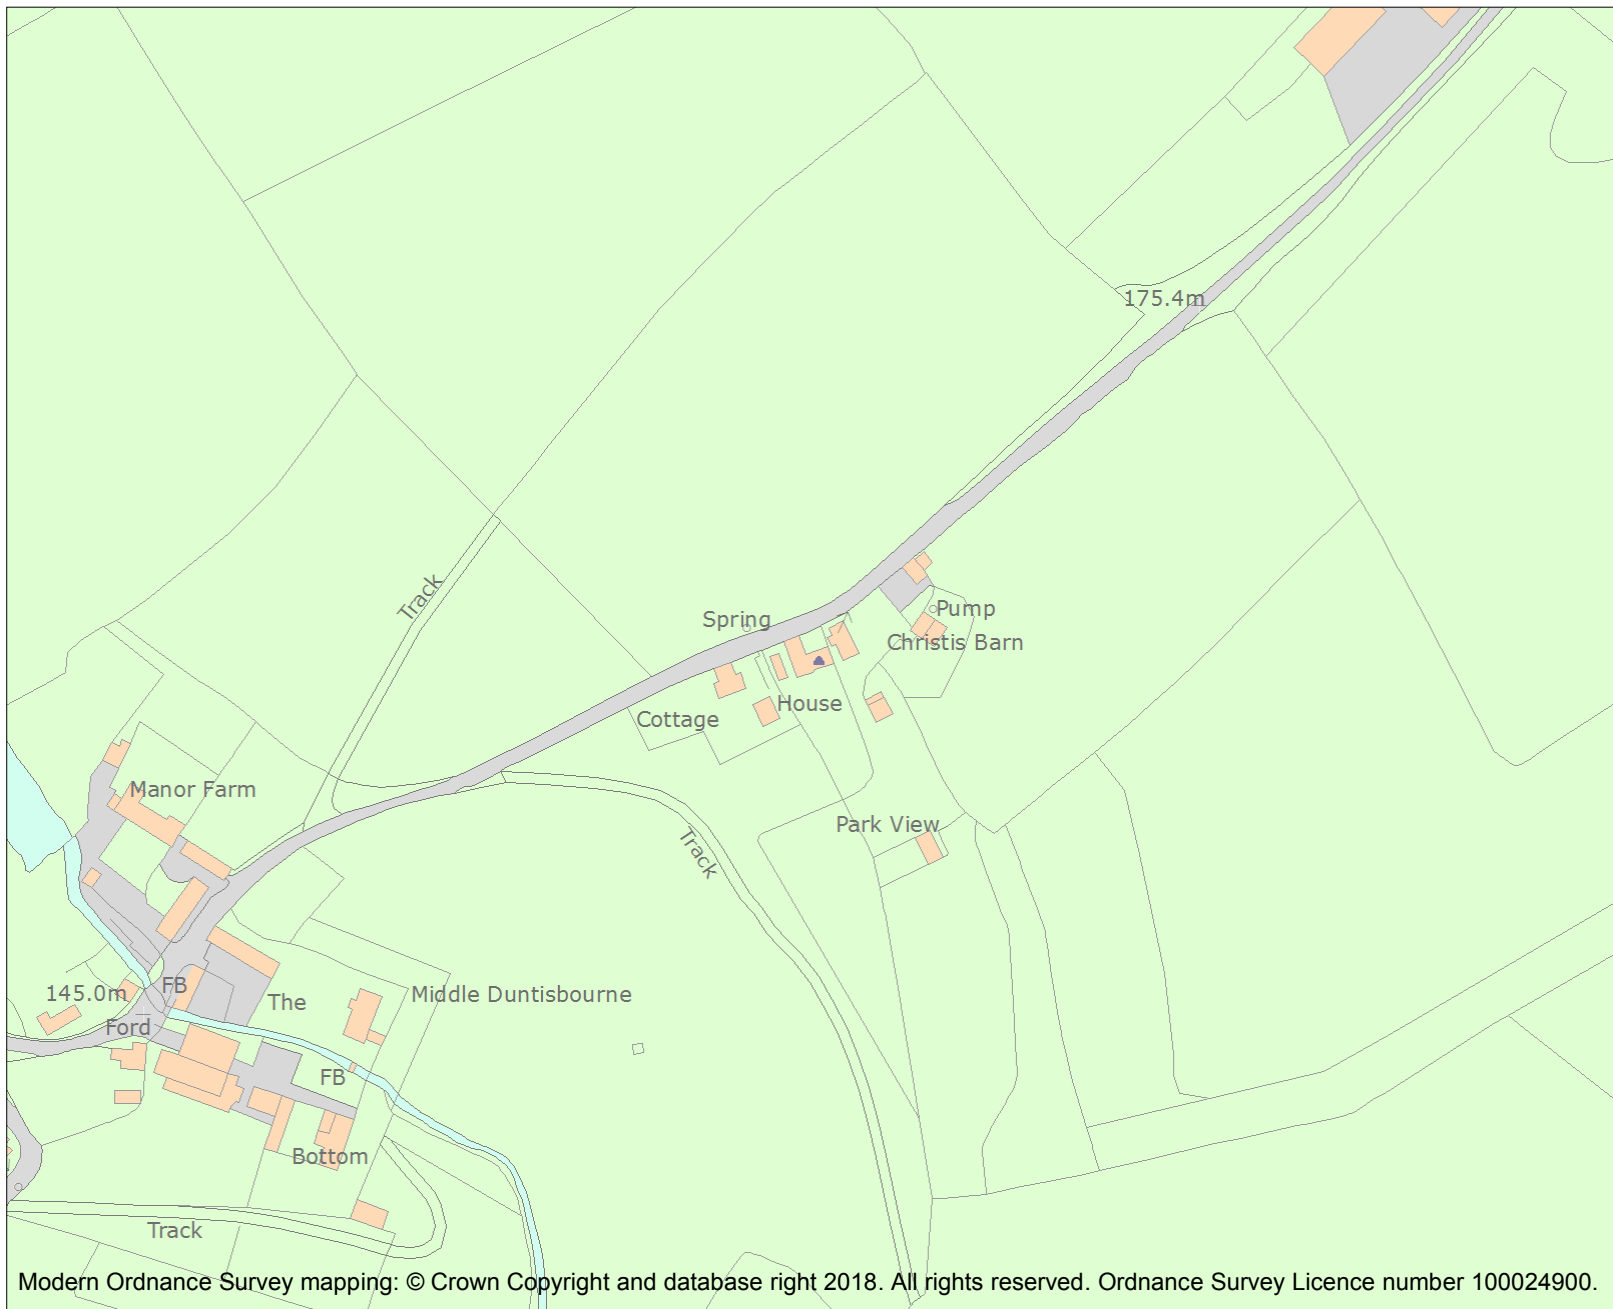 175.4m
Track
Spring
Pump
Christis Barn
House
Cottage
Manor Farm
Park View
Track
FB
145.0m
The
Middle Duntisbourne
Ford
FB
Bottom
Track
Modern Ordnance Survey mapping: © Crown Copyright and database right 2018. All rights reserved. Ordnance Survey Licence number 100024900.